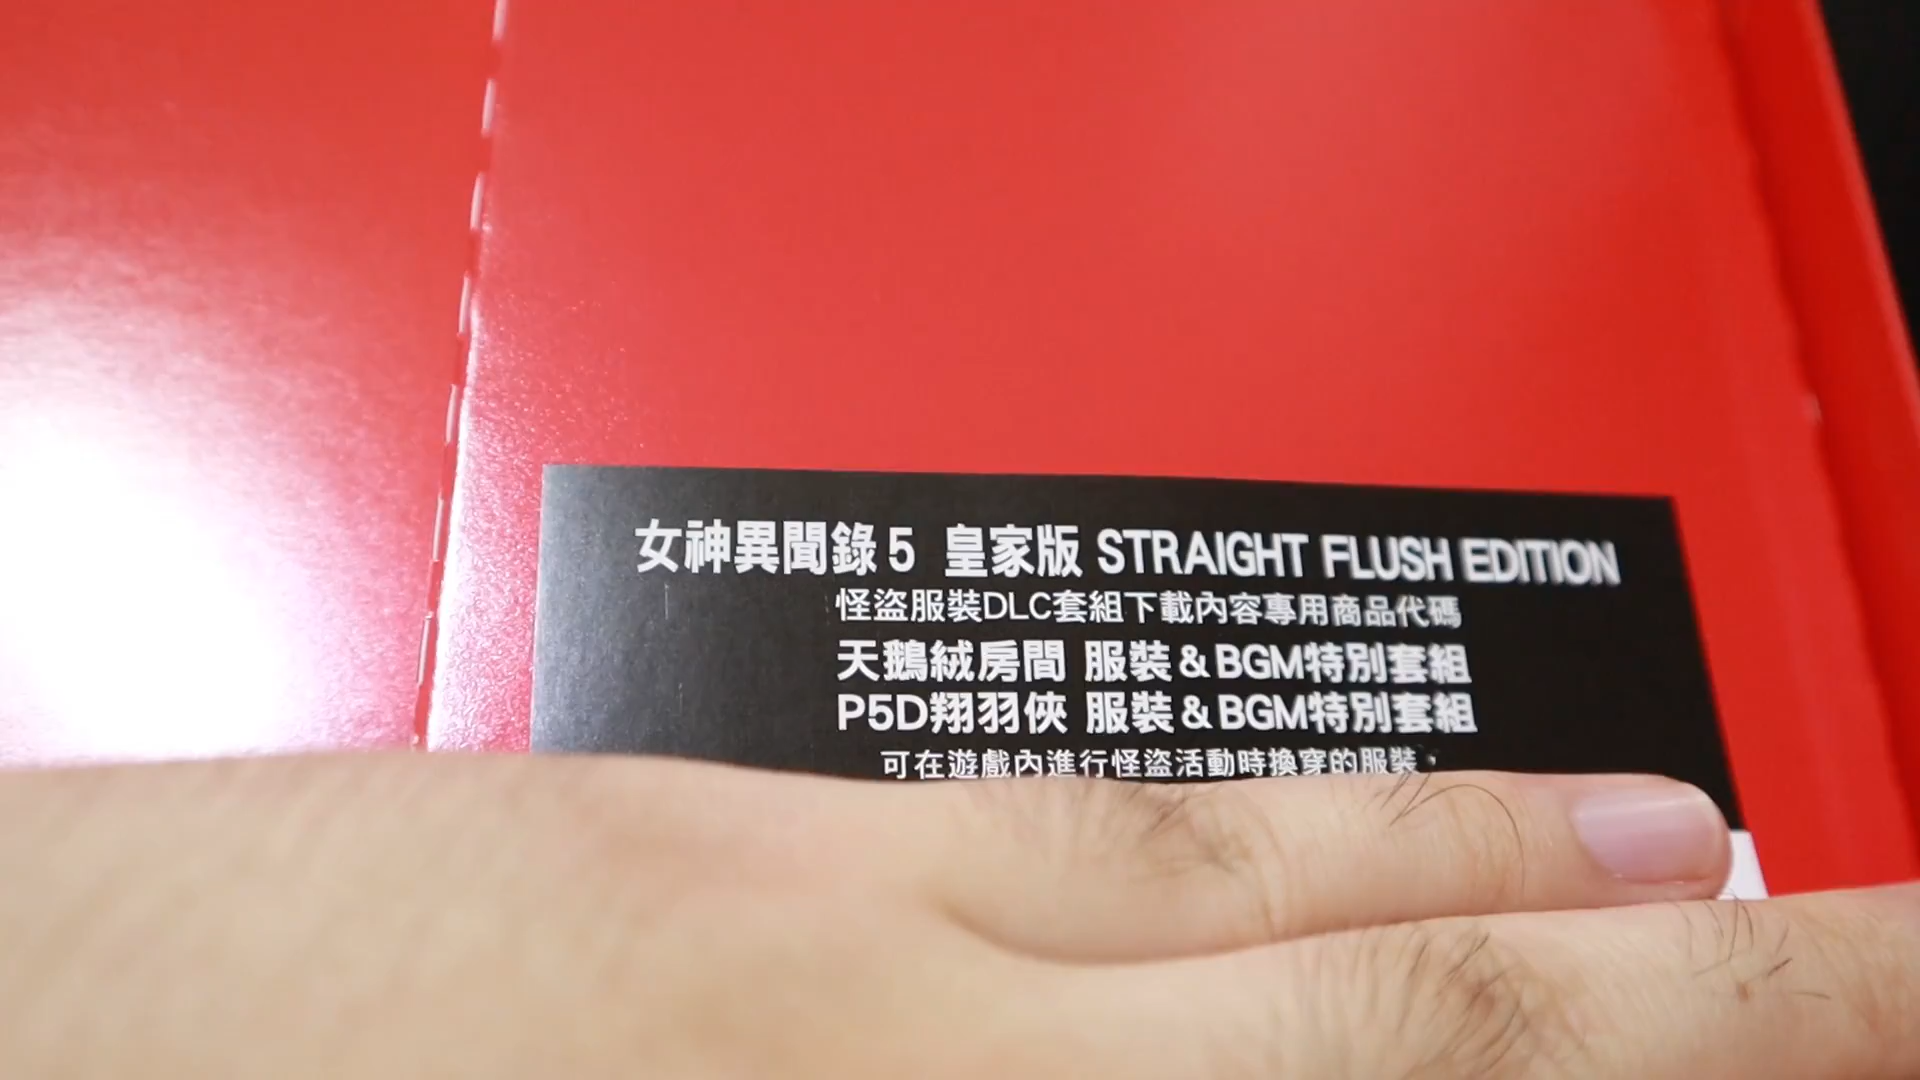 女神異聞錄5 皇家版 STRAIGHT FLUSH EDITION
怪盜服裝DLC套組下載內容專用商品代碼
天鵝絨房間 服裝&BGM特別套組
P5D翔羽俠 服裝&BGM特別套組
可在遊戲內進行怪盜活動時換穿的服裝。